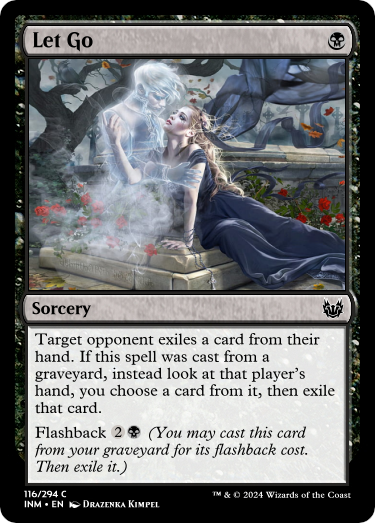 Let Go
Sorcery
Target opponent exiles a card from their
hand. If this spell was cast from a
graveyard, instead look at that player's
hand, you choose a card from it, then exile
that card.
Flashback 2 (You may cast this card
from your graveyard for its flashback cost.
Then exile it.)
116/294 C
INM • EN DRAZENKA KIMPEL
™ & © 2024 Wizards of the Coast